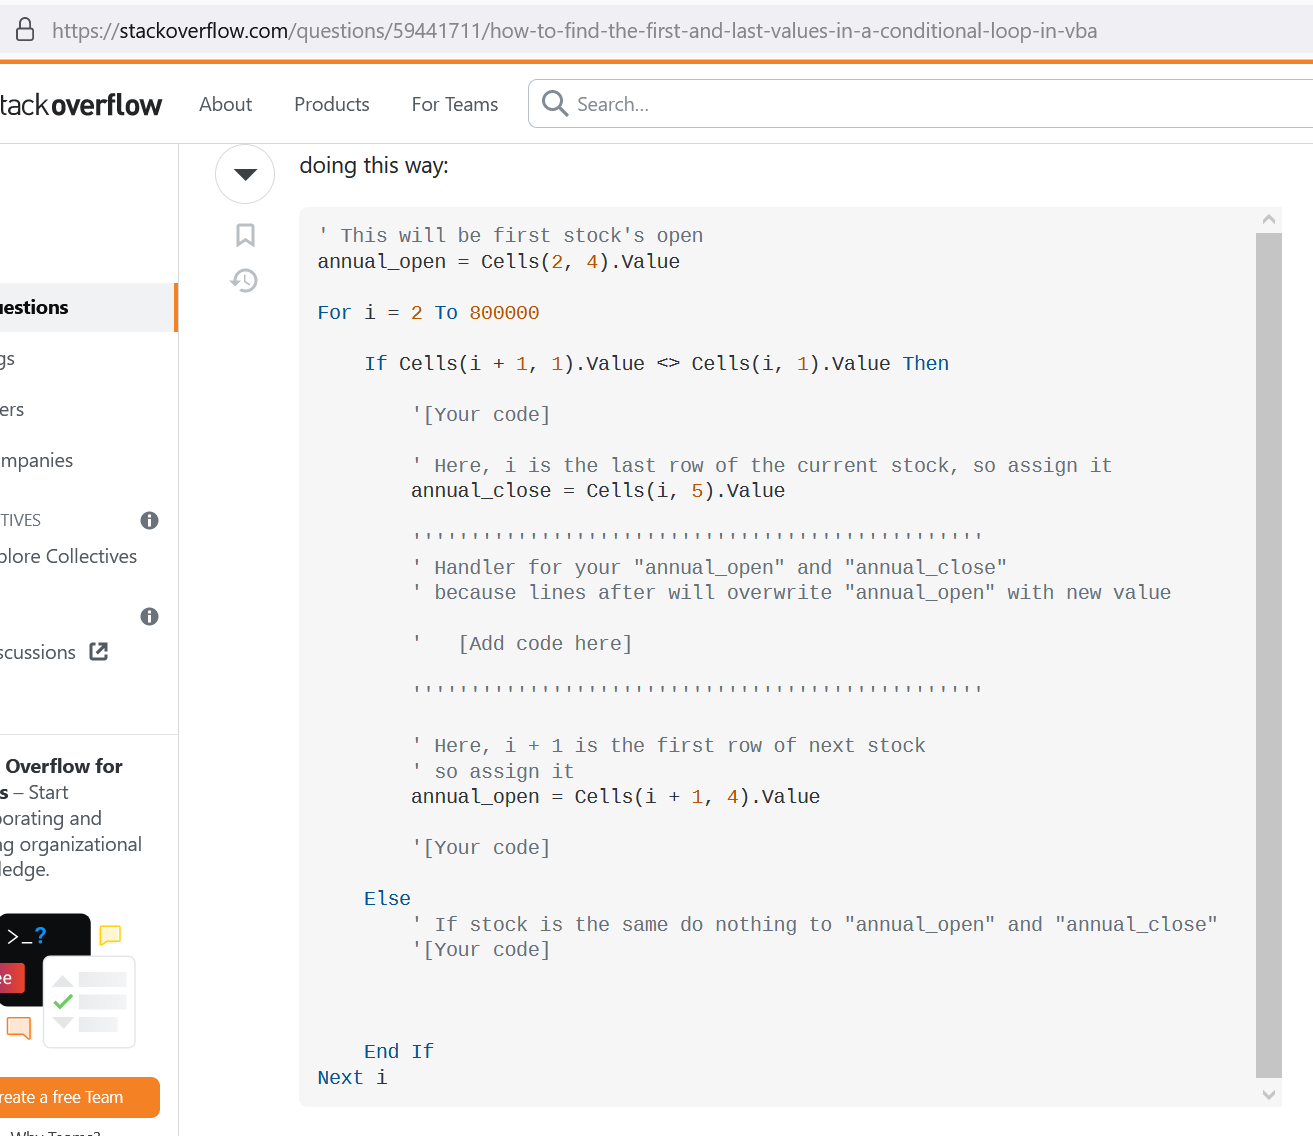 https://stackoverflow.com/questions/59441711/how-to-find-the-first-and-last-values-in-a-conditional-loop-in-vba
tackoverflow
About
Products
For Teams
Search...
doing this way:
' This will be first stock's open
annual_open = Cells(2, 4).Value
For i = 2 To 800000
If Cells(i + 1, 1).Value <> Cells(i, 1).Value Then
'[Your code]
' Here, i is the last row of the current stock, so assign it
annual_close = Cells(i, 5).Value
'''''''''''''''''''''''''''''''''''''''''''''''''
' Handler for your "annual_open" and "annual_close"
' because lines after will overwrite "annual_open" with new value
'   [Add code here]
'''''''''''''''''''''''''''''''''''''''''''''''''
' Here, i + 1 is the first row of next stock
' so assign it
annual_open = Cells(i + 1, 4).Value
'[Your code]
Else
' If stock is the same do nothing to "annual_open" and "annual_close"
'[Your code]
End If
Next i
uestions
gs
ers
mpanies
TIVES
plore Collectives
scussions
Overflow for
s – Start
porating and
ng organizational
ledge.
>_?
ee
reate a free Team
Why Teams?